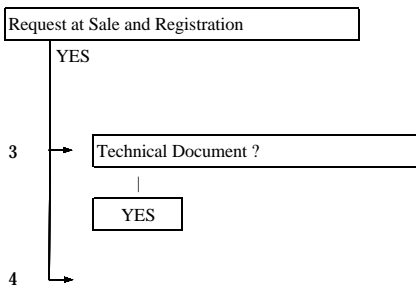 Request at Sale and Registration
YES
3
Technical Document ?
YES
4